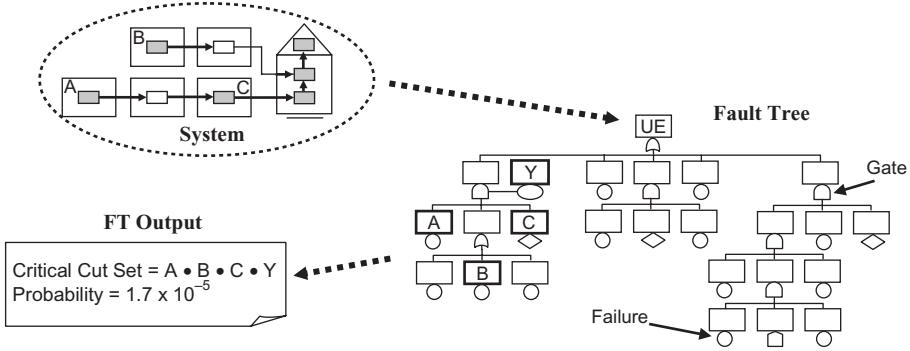 B
A
C
System
Fault Tree
UE
Y
Gate
A
C
B
Failure
FT Output
Critical Cut Set = A • B • C • Y
Probability = 1.7 x 10⁻⁵